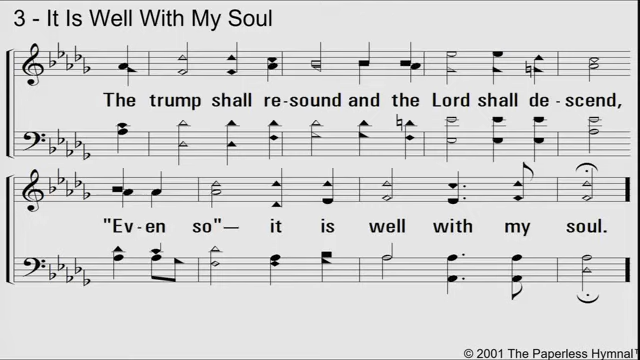 3 - It Is Well With My Soul
The trump shall re-sound and the Lord shall de-scend,
"Ev-en so"— it is well with my soul.
© 2001 The Paperless Hymnal™